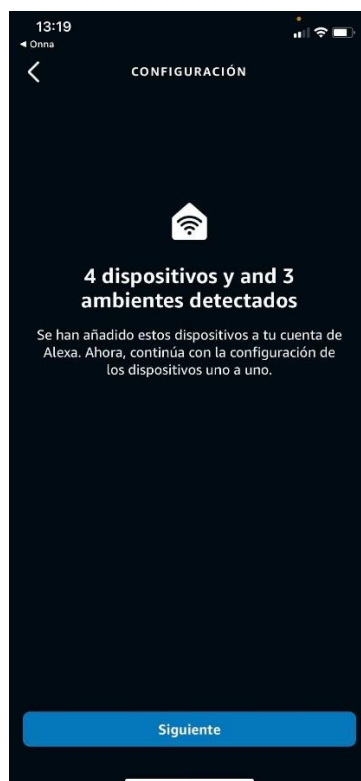 13:19
◀ Onna
CONFIGURACIÓN
4 dispositivos y and 3
ambientes detectados
Se han añadido estos dispositivos a tu cuenta de
Alexa. Ahora, continúa con la configuración de
los dispositivos uno a uno.
Siguiente